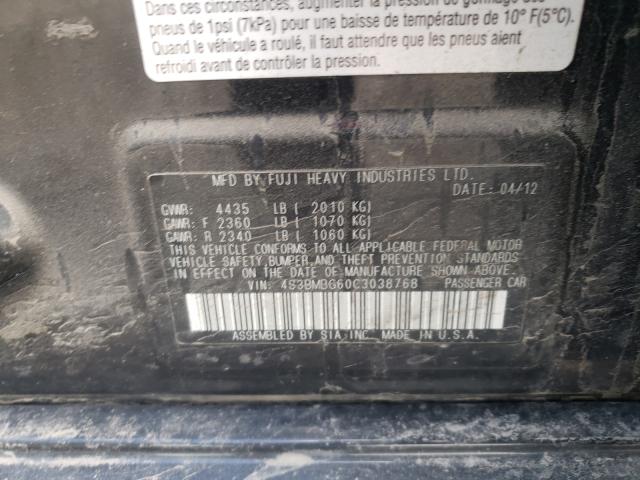 Dans ces circonstances, augmenter la pression de gonflage des
pneus de 1psi (7kPa) pour une baisse de température de 10° F(5°C).
Quand le véhicule a roulé, il faut attendre que les pneus aient
refroidi avant de contrôler la pression.
MFD BY FUJI HEAVY INDUSTRIES LTD.
DATE: 04/12
GVWR: 4435 LB ( 2010 KG)
GAWR: F 2360 LB ( 1070 KG)
GAWR: R 2340 LB ( 1060 KG)
THIS VEHICLE CONFORMS TO ALL APPLICABLE FEDERAL MOTOR
VEHICLE SAFETY, BUMPER, AND THEFT PREVENTION STANDARDS
IN EFFECT ON THE DATE OF MANUFACTURE SHOWN ABOVE.
VIN: 4S3BMBG60C3038768 PASSENGER CAR
ASSEMBLED BY SIA, INC. MADE IN U.S.A.